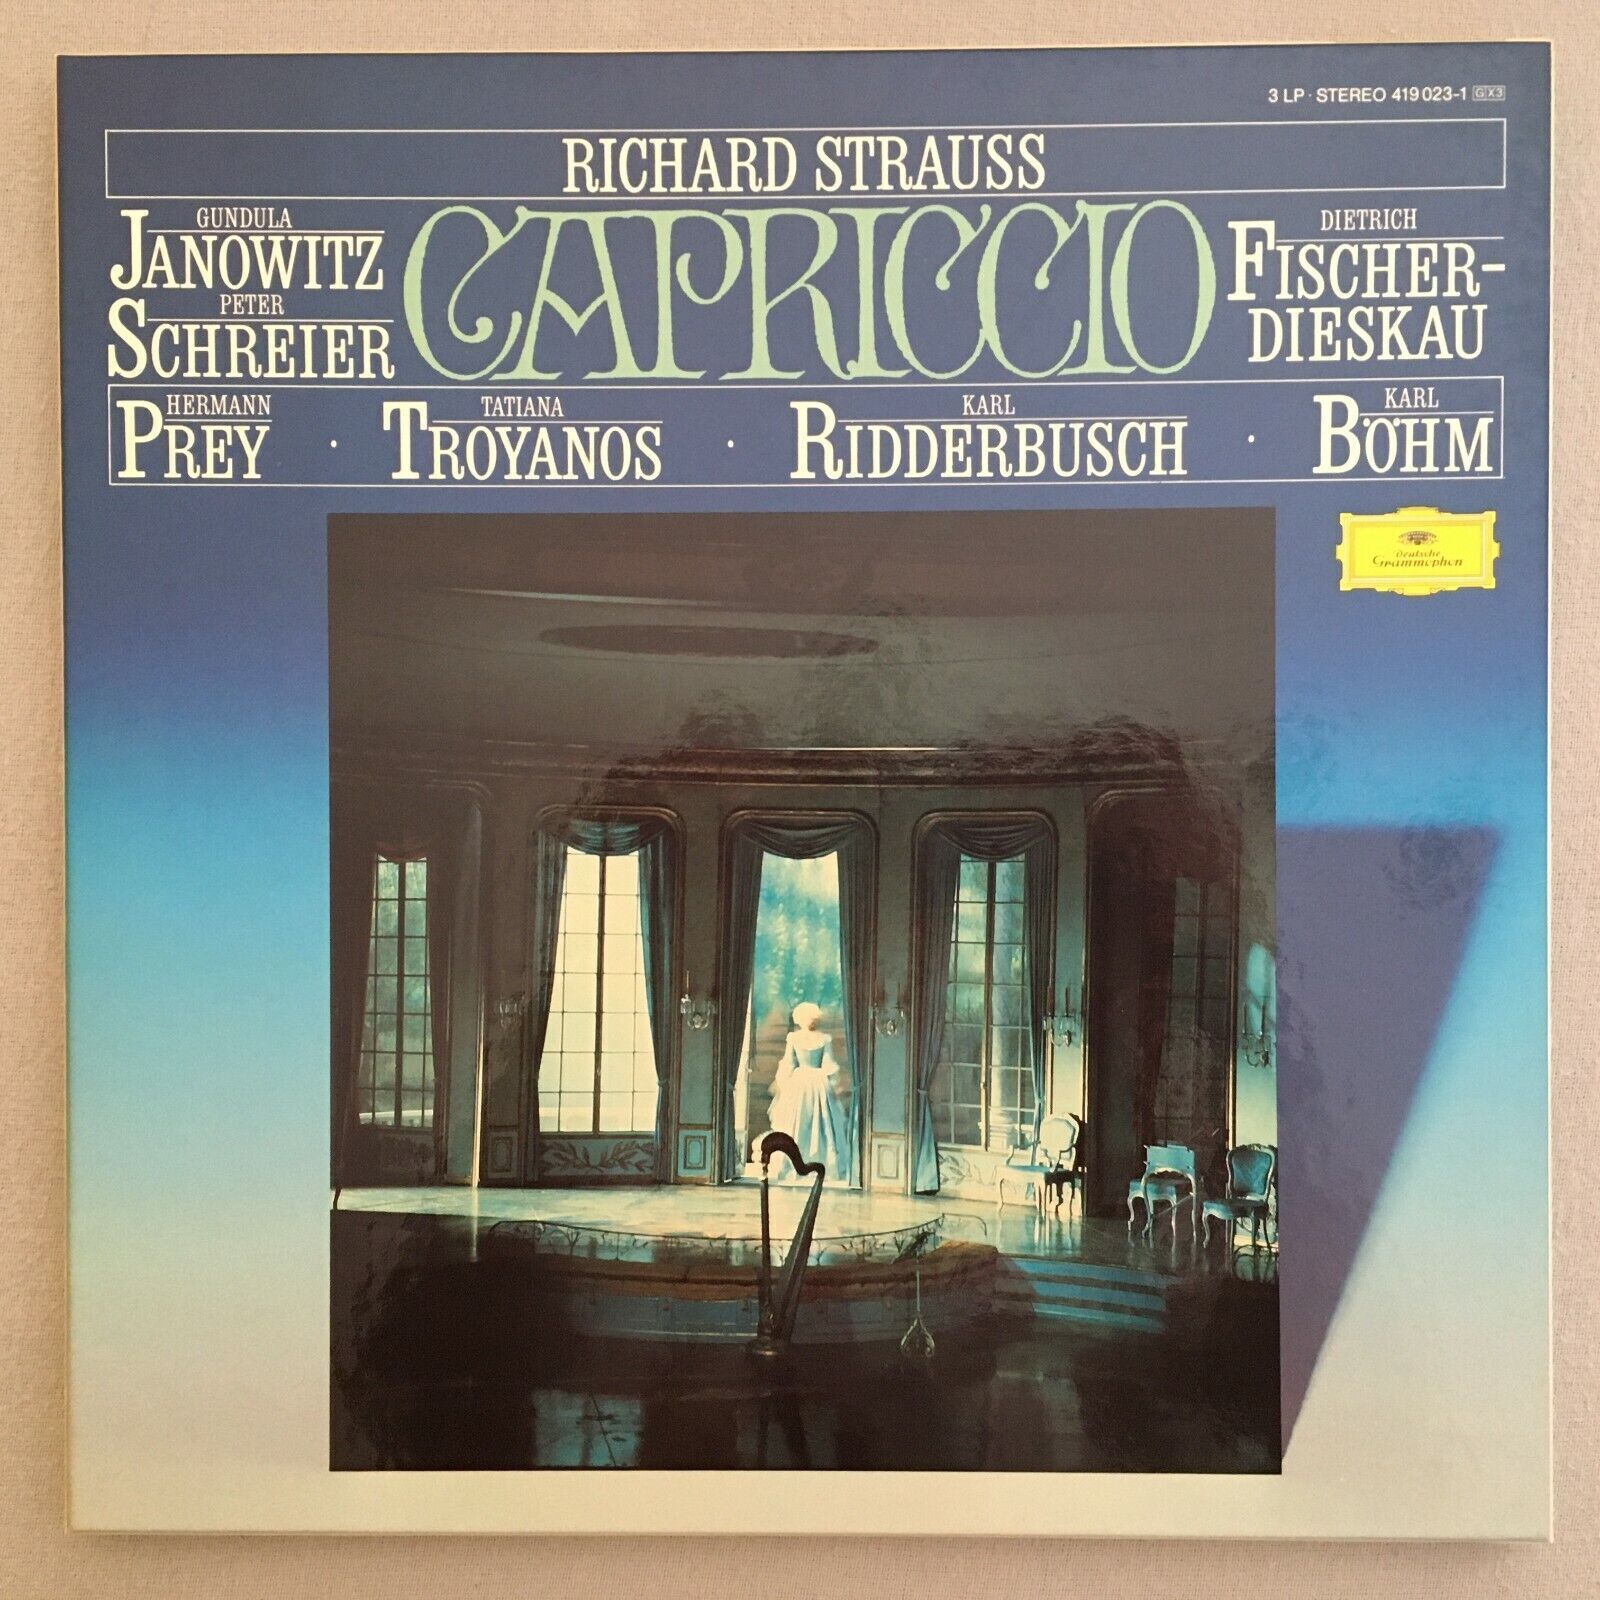 3 LP · STEREO 419 023-1 GX3
RICHARD STRAUSS
CAPRICCIO
GUNDULA
JANOWITZ
PETER
SCHREIER
DIETRICH
FISCHER-
DIESKAU
HERMANN
PREY ·
TATIANA
TROYANOS ·
KARL
RIDDERBUSCH ·
KARL
BÖHM
Deutsche
Grammophon